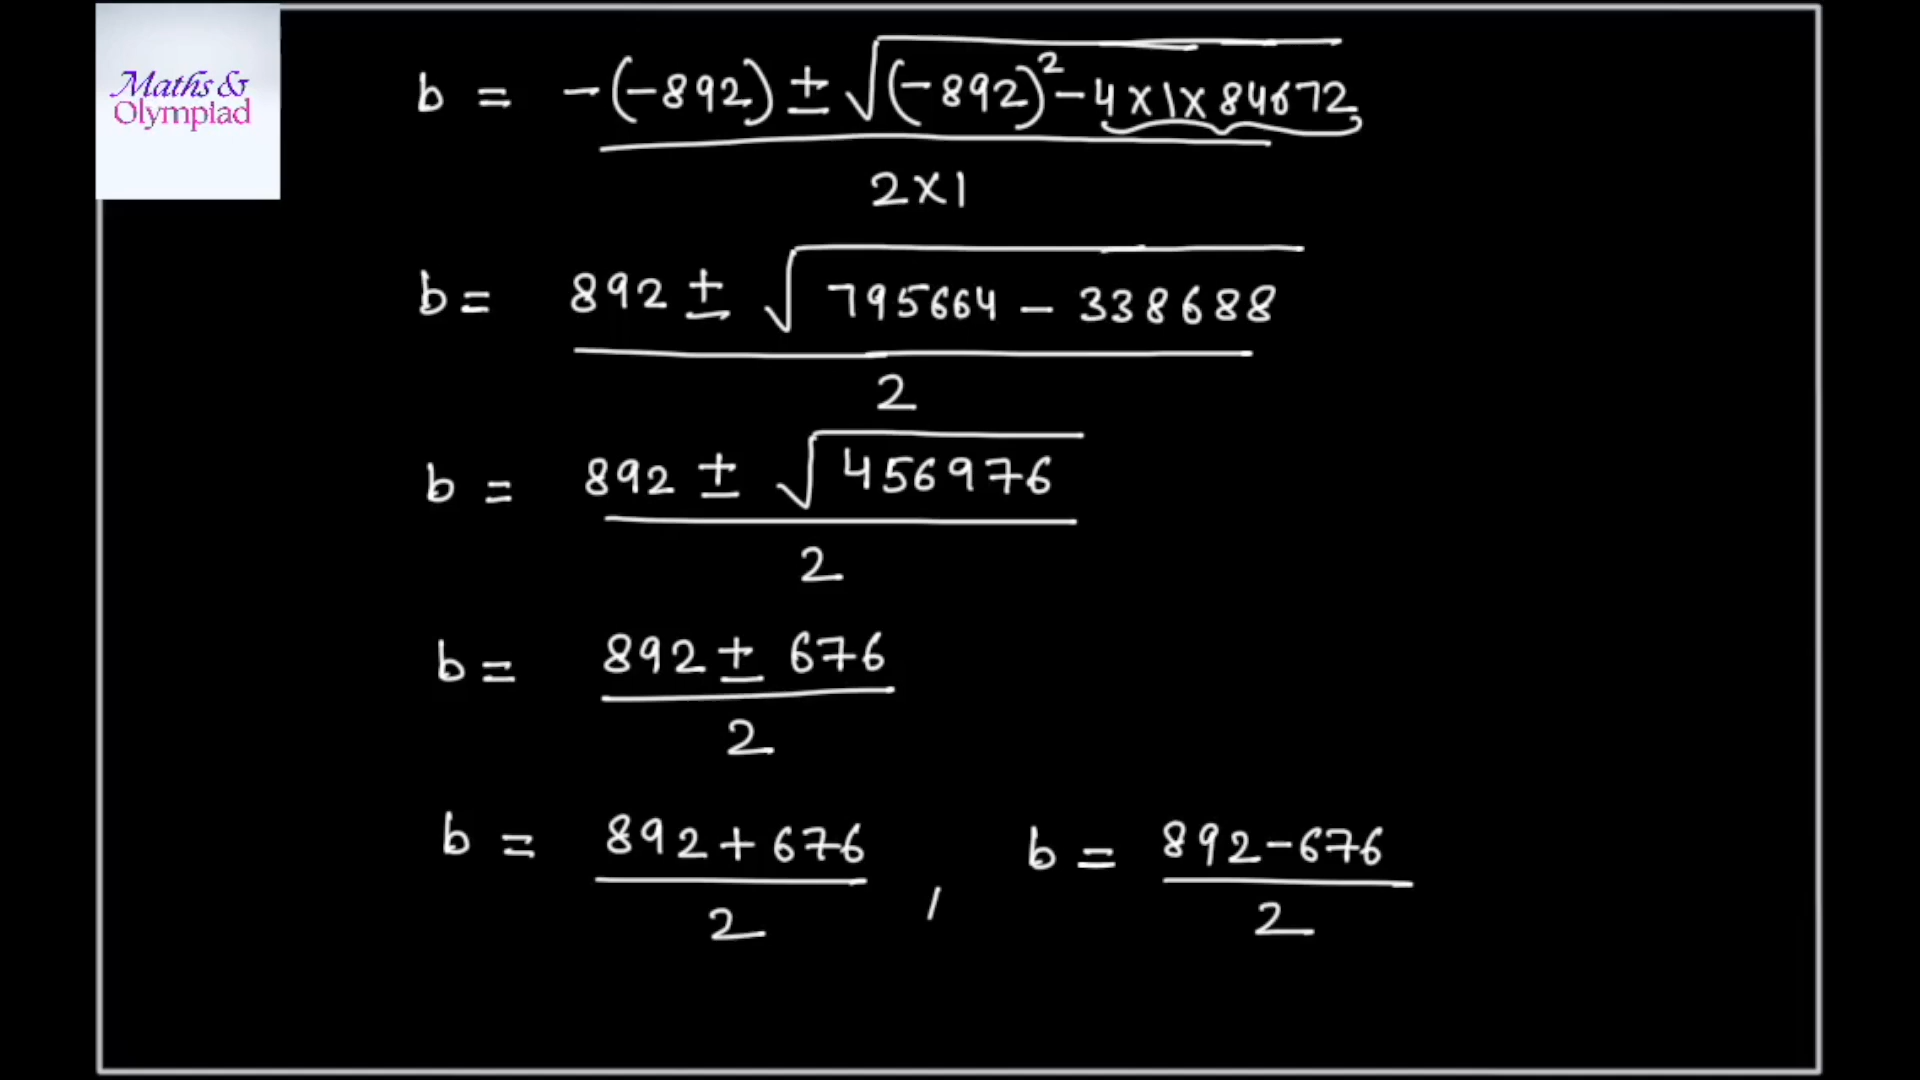 Maths &
Olympiad
b = -(-892) ± √(-892)² - 4×1×84672
2×1
b = 892 ± √795664 - 338688
2
b = 892 ± √456976
2
b = 892 ± 676
2
b = 892 + 676 , b = 892 - 676
2 2